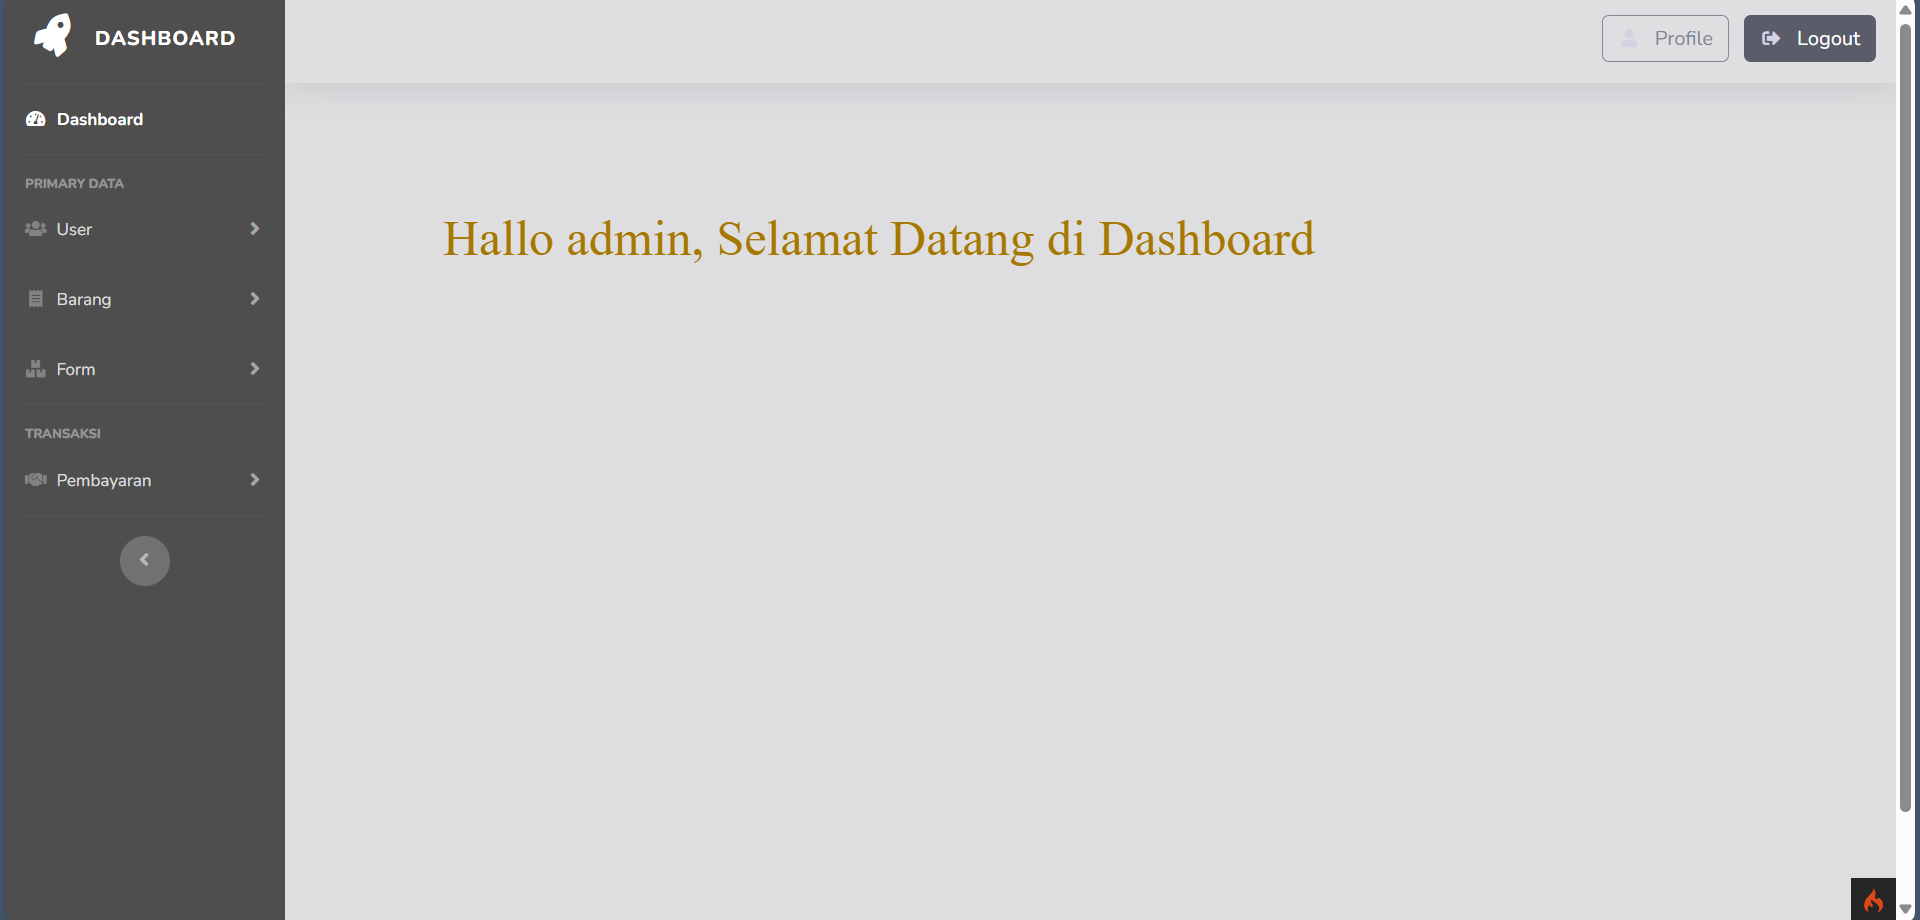 DASHBOARD
Profile
Logout
Dashboard
PRIMARY DATA
User
Barang
Form
TRANSAKSI
Pembayaran
Hallo admin, Selamat Datang di Dashboard